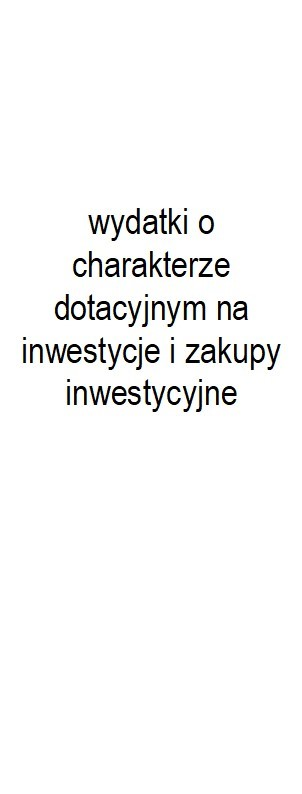 wydatki o
charakterze
dotacyjnym na
inwestycje i zakupy
inwestycyjne